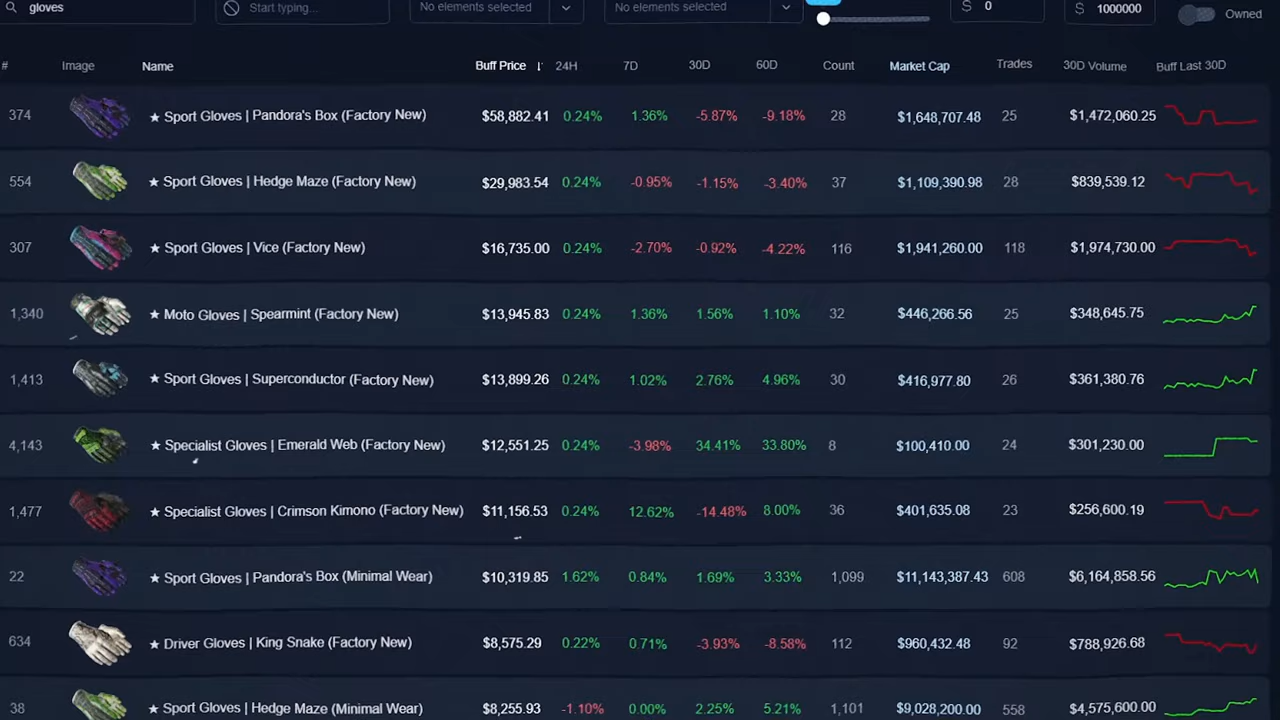 gloves Start typing... No elements selected No elements selected $ 0 $ 1000000 Owned
# Image Name Buff Price 24H 7D 30D 60D Count Market Cap Trades 30D Volume Buff Last 30D
374 ★ Sport Gloves | Pandora's Box (Factory New) $58,882.41 0.24% 1.36% -5.87% -9.18% 28 $1,648,707.48 25 $1,472,060.25
554 ★ Sport Gloves | Hedge Maze (Factory New) $29,983.54 0.24% -0.95% -1.15% -3.40% 37 $1,109,390.98 28 $839,539.12
307 ★ Sport Gloves | Vice (Factory New) $16,735.00 0.24% -2.70% -0.92% -4.22% 116 $1,941,260.00 118 $1,974,730.00
1,340 ★ Moto Gloves | Spearmint (Factory New) $13,945.83 0.24% 1.36% 1.56% 1.10% 32 $446,266.56 25 $348,645.75
1,413 ★ Sport Gloves | Superconductor (Factory New) $13,899.26 0.24% 1.02% 2.76% 4.96% 30 $416,977.80 26 $361,380.76
4,143 ★ Specialist Gloves | Emerald Web (Factory New) $12,551.25 0.24% -3.98% 34.41% 33.80% 8 $100,410.00 24 $301,230.00
1,477 ★ Specialist Gloves | Crimson Kimono (Factory New) $11,156.53 0.24% 12.62% -14.48% 8.00% 36 $401,635.08 23 $256,600.19
22 ★ Sport Gloves | Pandora's Box (Minimal Wear) $10,319.85 1.62% 0.84% 1.69% 3.33% 1,099 $11,143,387.43 608 $6,164,858.56
634 ★ Driver Gloves | King Snake (Factory New) $8,575.29 0.22% 0.71% -3.93% -8.58% 112 $960,432.48 92 $788,926.68
38 ★ Sport Gloves | Hedge Maze (Minimal Wear) $8,255.93 -1.10% 0.00% 2.25% 5.21% 1,101 $9,028,200.00 558 $4,575,600.00